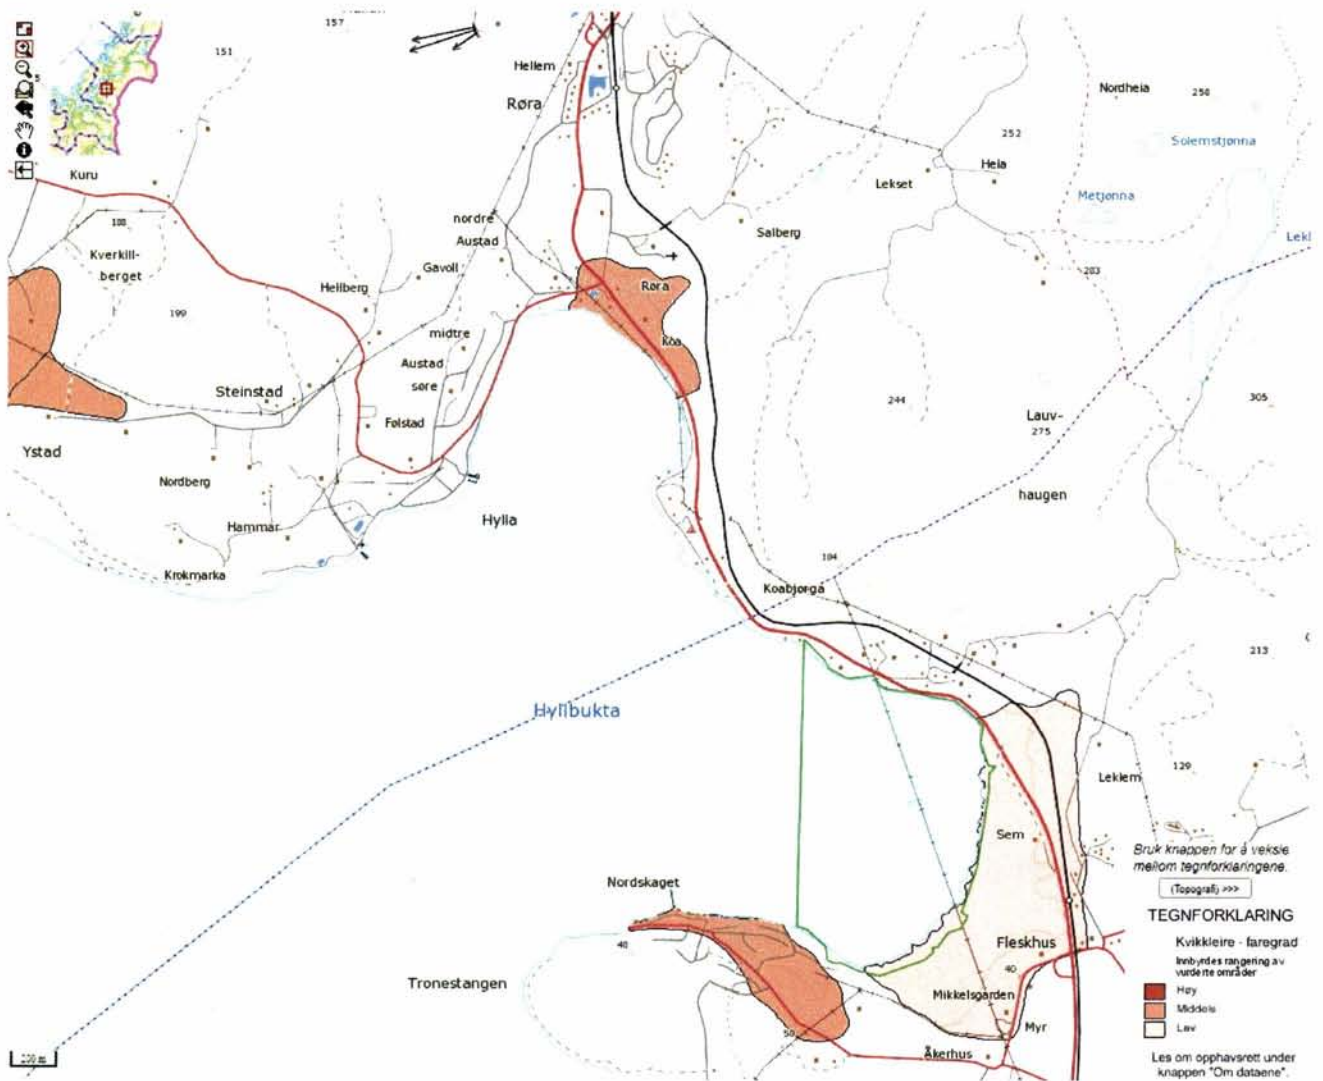 157
151
Hellem
Røra
Nordheia
258
252
Solemstjønna
Heia
Lekset
Kuru
Metjønna
188
nordre
Austad
Salberg
Lekl
Kverkill-
berget
Gavoll
283
Hellberg
Røra
199
midtre
Koa
Austad
søre
Steinstad
244
305
Lauv-
275
Følstad
Ystad
Nordberg
haugen
Hammar
Hylla
184
Krokmarka
Koabjørga
213
Hyllbukta
129
Leklem
Sem
Bruk knappen for å veksle
mellom tegnforklaringene.
(Topografi) >>>
Nordskaget
TEGNFORKLARING
40
Fleskhus
Kvikkleire - faregrad
Innbyrdes rangering av
vurderte områder
40
Tronestangen
Mikkelsgarden
Høy
Middels
Lav
50
Myr
Åkerhus
Les om opphavsrett under
knappen "Om dataene".